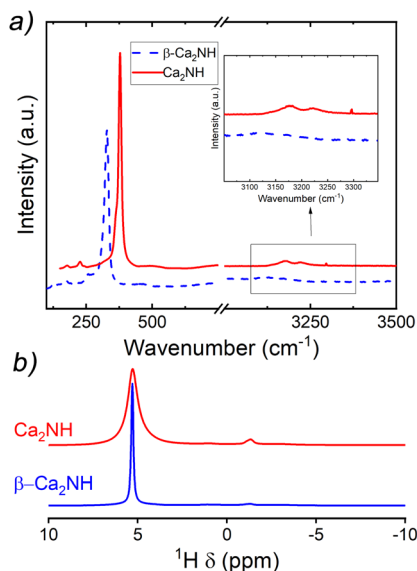 a)
β-Ca₂NH
Ca₂NH
Intensity (a.u.)
Intensity (a.u.)
3100 3150 3200 3250 3300
Wavenumber (cm⁻¹)
250 500 3250 3500
Wavenumber (cm⁻¹)
b)
Ca₂NH
β–Ca₂NH
10 5 0 -5 -10
¹H δ (ppm)